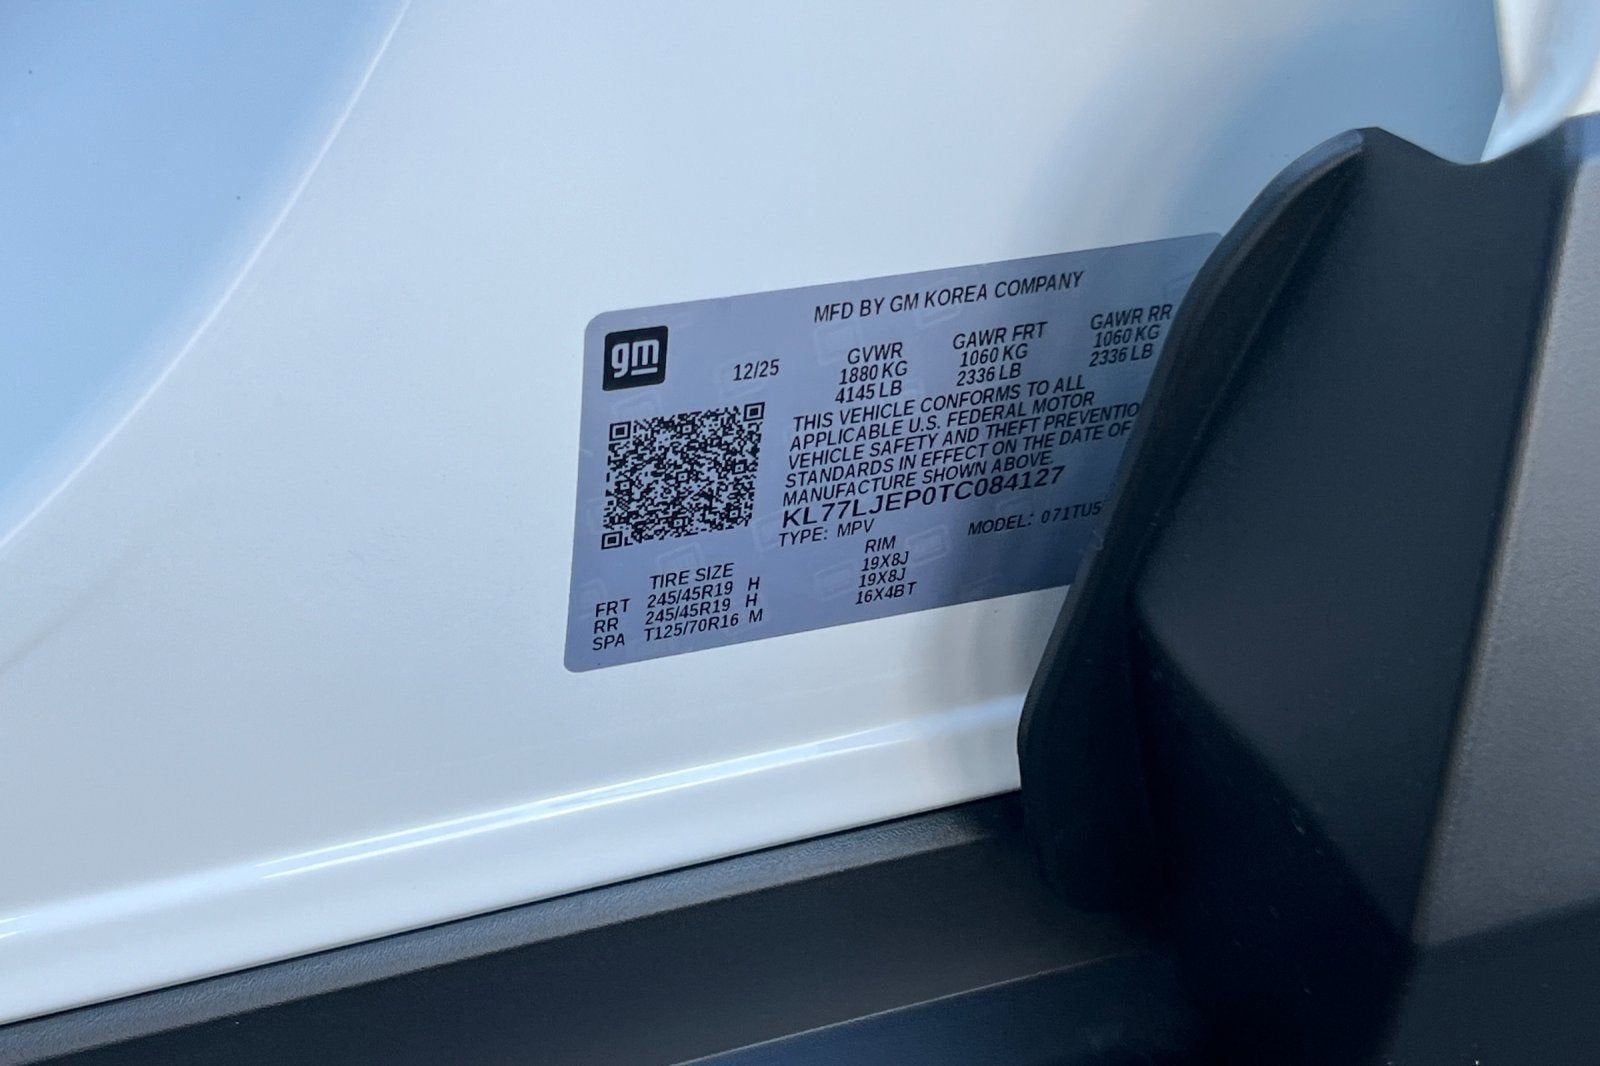 MFD BY GM KOREA COMPANY
gm
12/25
GVWR GAWR FRT GAWR RR
1880 KG 1060 KG 1060 KG
4145 LB 2336 LB 2336 LB
THIS VEHICLE CONFORMS TO ALL
APPLICABLE U.S. FEDERAL MOTOR
VEHICLE SAFETY AND THEFT PREVENTIO
STANDARDS IN EFFECT ON THE DATE OF
MANUFACTURE SHOWN ABOVE.
KL77LJEP0TC084127
TYPE: MPV MODEL: 071TU5
TIRE SIZE RIM
FRT 245/45R19 H 19X8J
RR 245/45R19 H 19X8J
SPA T125/70R16 M 16X4BT